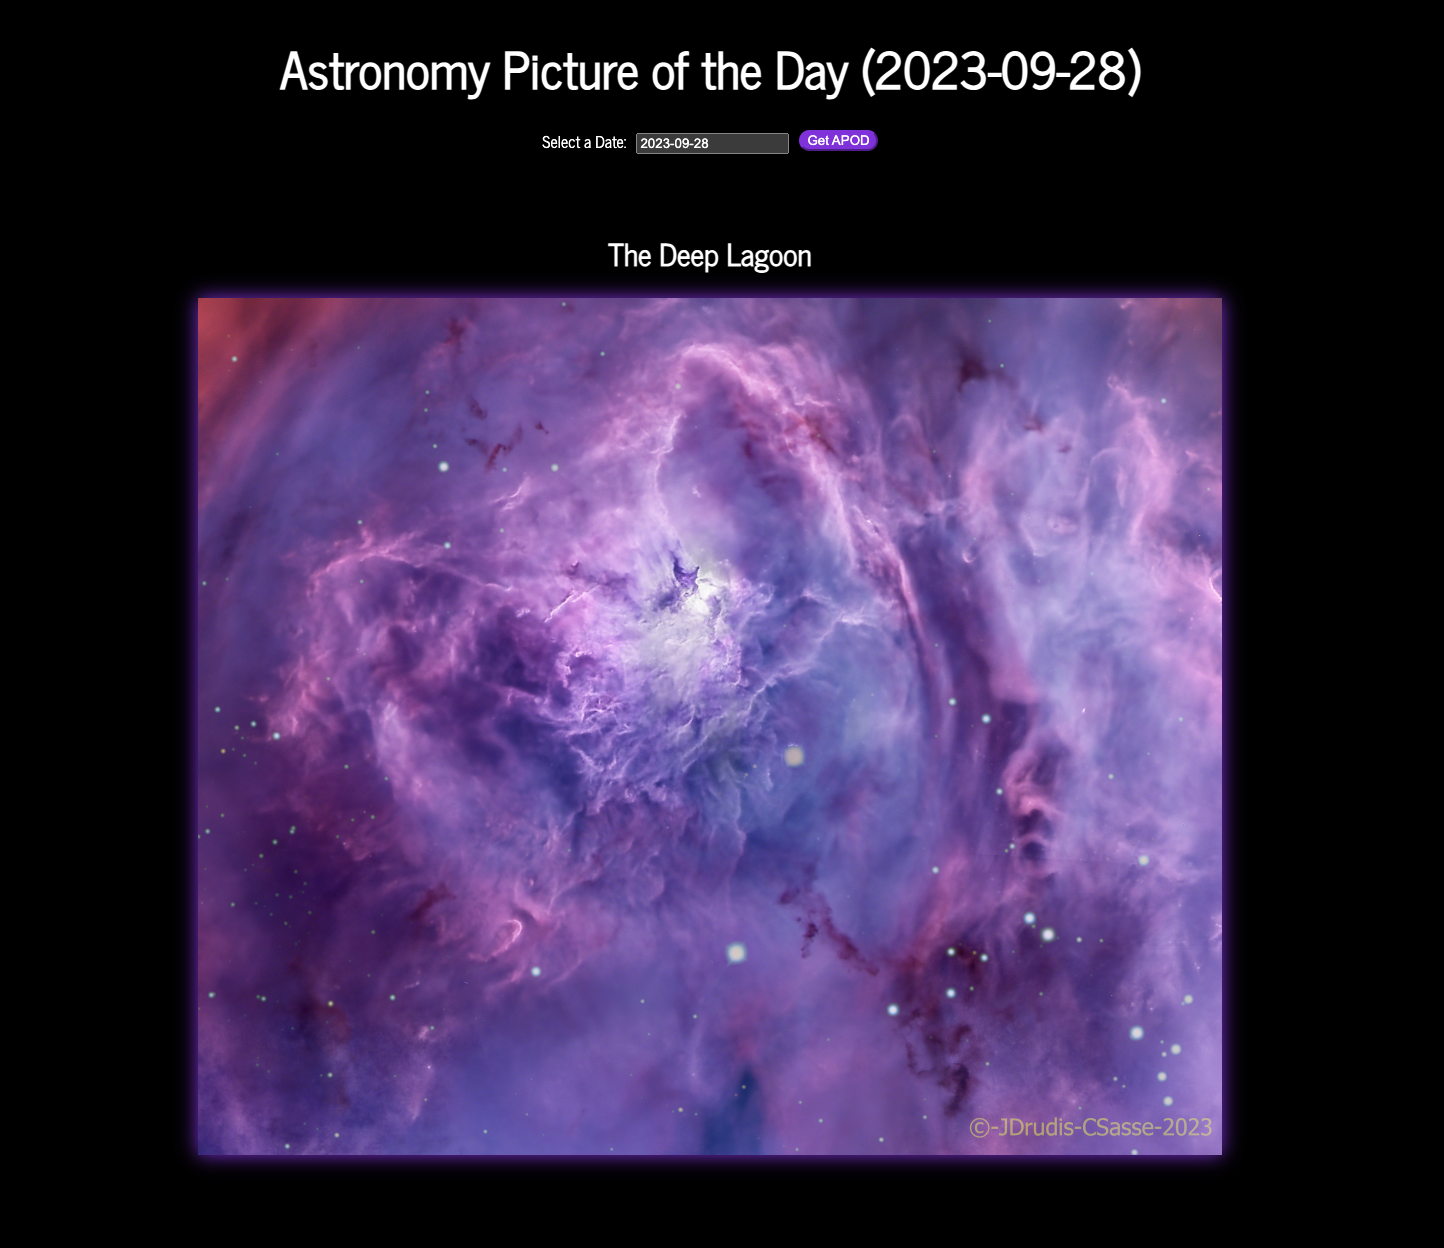 Astronomy Picture of the Day (2023-09-28)
Select a Date: 2023-09-28 Get APOD
The Deep Lagoon
©-JDrudis-CSasse-2023